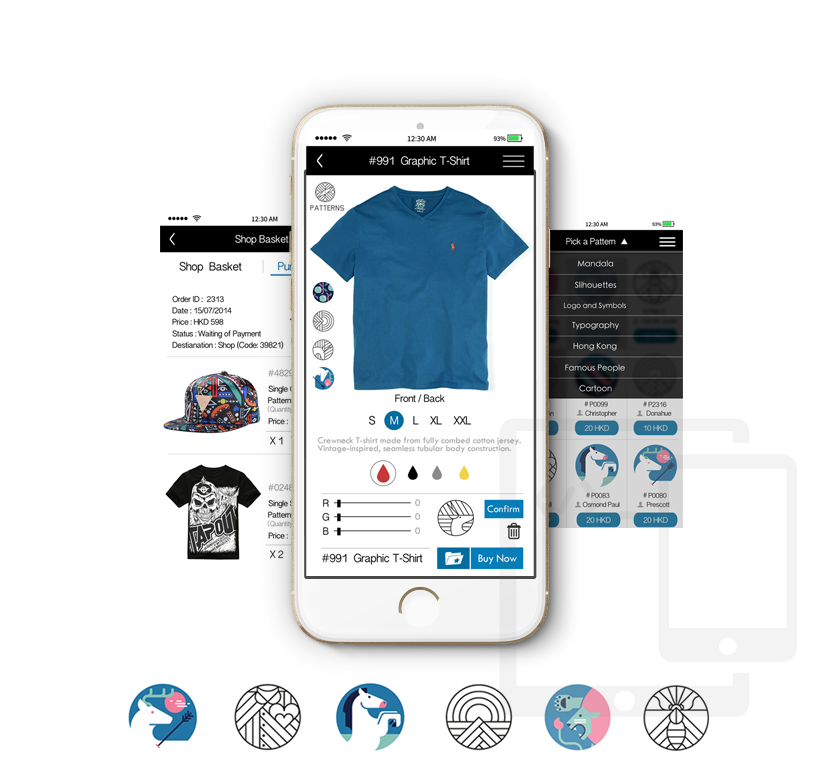 12:30 AM
93%
#991 Graphic T-Shirt
PATTERNS
Front / Back
S M L XL XXL
Crewneck T-shirt made from fully combed cotton jersey.
Vintage-inspired, seamless tubular body construction.
R 0
G 0
B 0
Confirm
#991 Graphic T-Shirt
Buy Now
12:30 AM
Shop Basket
Shop Basket
Pu
Order ID : 2313
Date : 15/07/2014
Price : HKD 598
Status : Waiting of Payment
Destianation : Shop (Code: 39821)
#4829
Single
Pattern
(Quantity
Price :
X 1
#0248
Single
Pattern
(Quantity
Price :
X 2
TAPOUT
12:30 AM
93%
Pick a Pattern
Mandala
Slihouettes
Logo and Symbols
Typography
Hong Kong
Famous People
Cartoon
# P0099
Christopher
20 HKD
# P2316
Donahue
10 HKD
# P0083
Osmond Paul
20 HKD
# P0080
Prescott
20 HKD